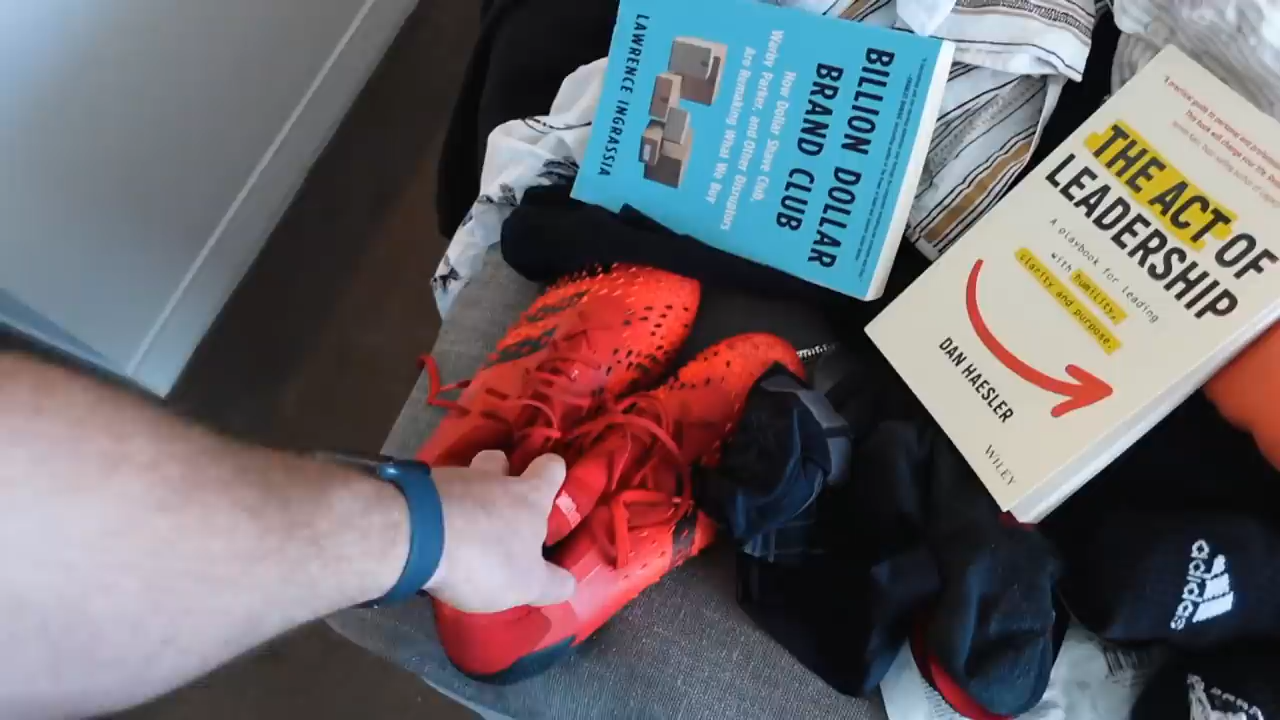 BILLION DOLLAR
BRAND CLUB
How Dollar Shave Club,
Warby Parker, and Other Disruptors
Are Remaking What We Buy
LAWRENCE INGRASSIA
THE ACT OF
LEADERSHIP
A playbook for leading
with humility,
clarity and purpose.
DAN HAESLER
WILEY
adidas